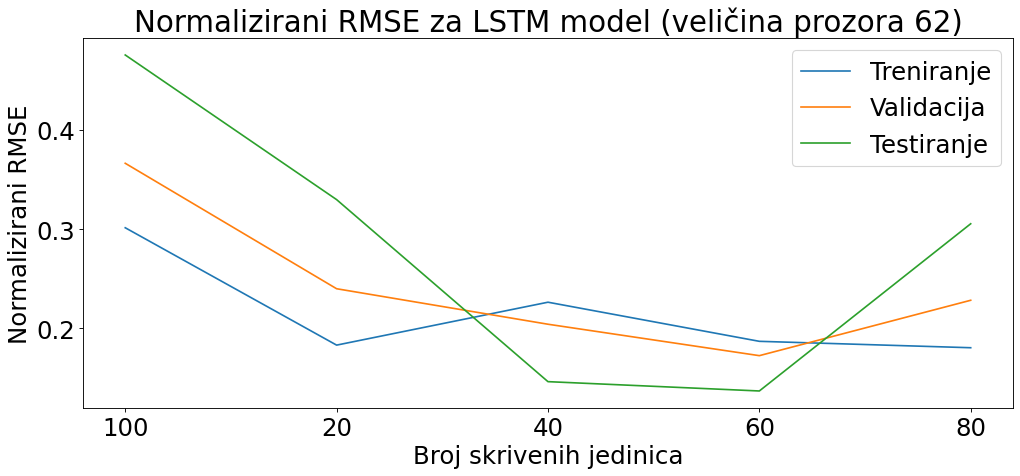 Normalizirani RMSE za LSTM model (veličina prozora 62)
Treniranje
Validacija
Testiranje
Normalizirani RMSE
0.4
0.3
0.2
100 20 40 60 80
Broj skrivenih jedinica